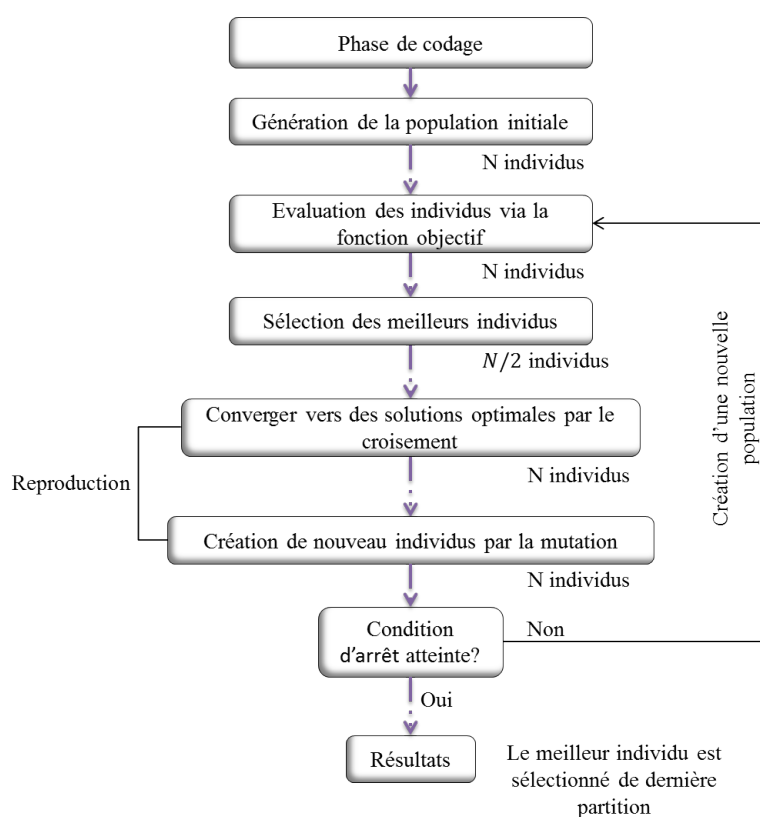 Phase de codage
Génération de la population initiale
N individus
Evaluation des individus via la
fonction objectif
N individus
Sélection des meilleurs individus
N/2 individus
Converger vers des solutions optimales par le
croisement
N individus
Reproduction
Création de nouveau individus par la mutation
N individus
Condition
d'arrêt atteinte?
Non
Création d'une nouvelle
population
Oui
Résultats
Le meilleur individu est
sélectionné de dernière
partition